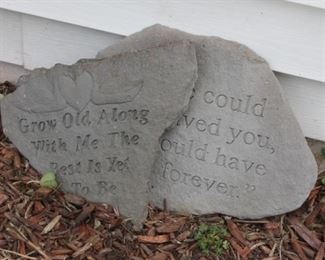 Grow Old Along
With Me The
Best Is Yet
To Be
could
ved you,
ould have
forever."